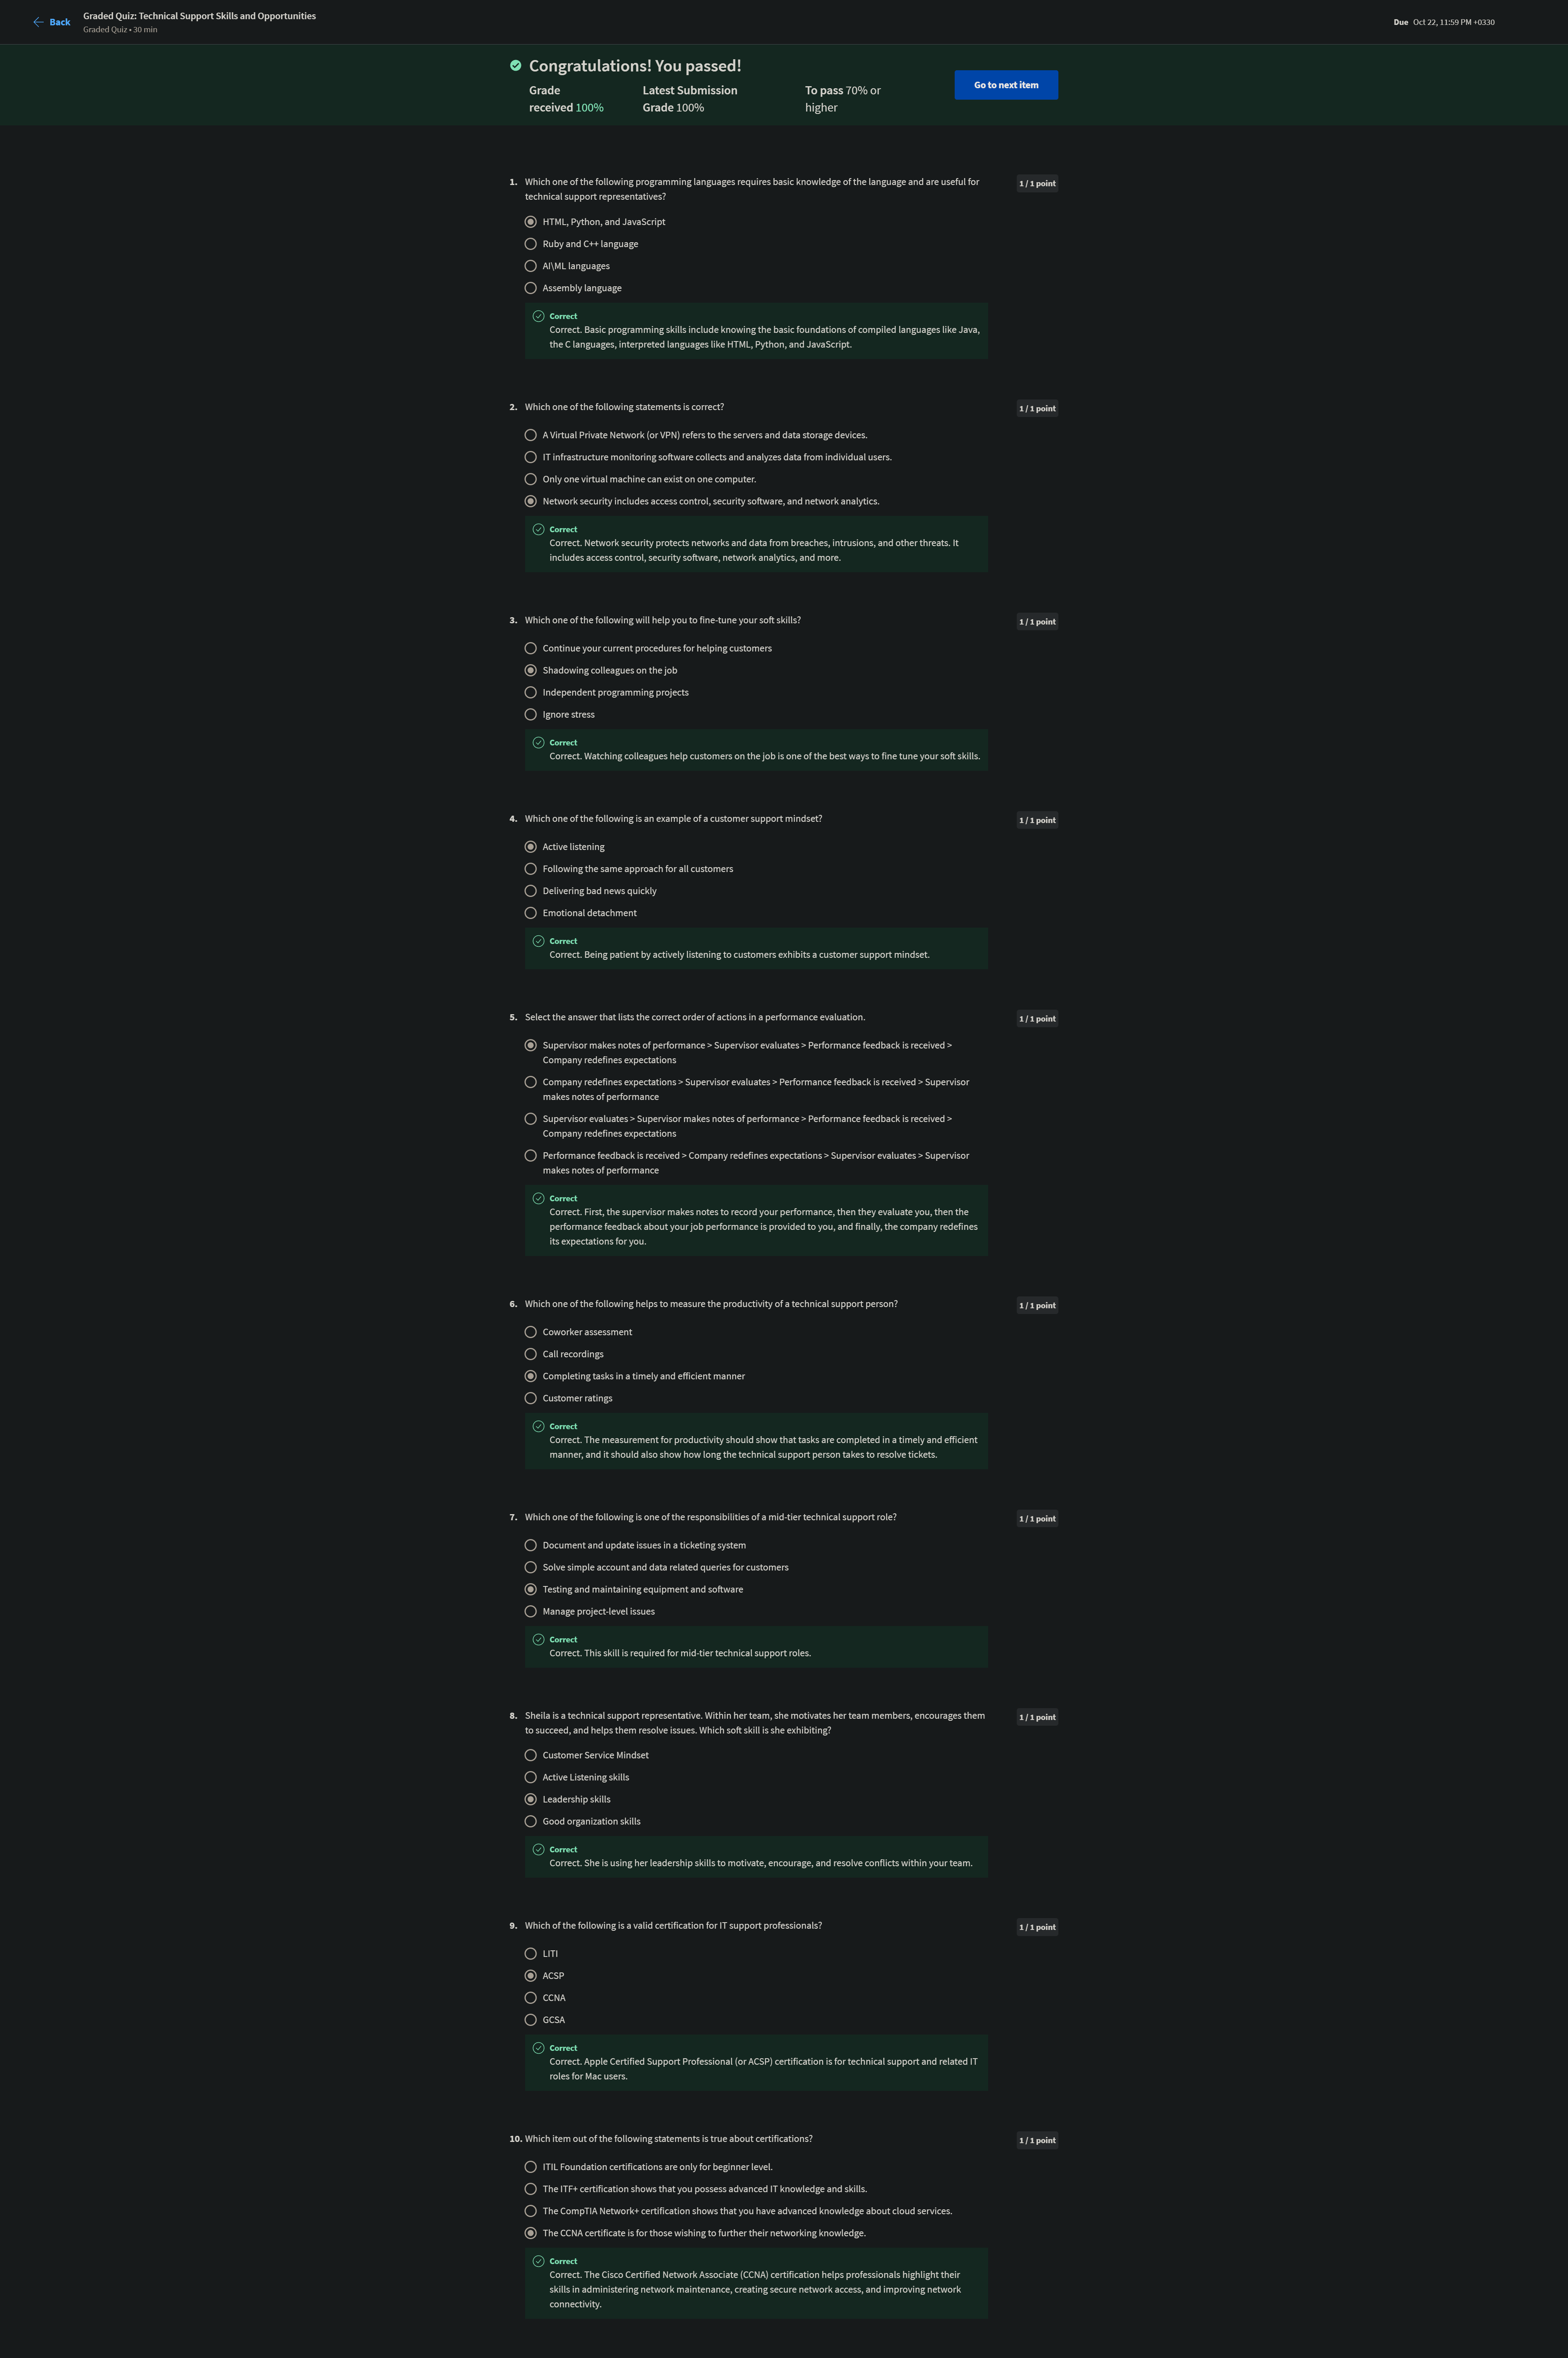 Back
Graded Quiz: Technical Support Skills and Opportunities
Graded Quiz • 30 min
Due Oct 22, 11:59 PM +0330
Congratulations! You passed!
Grade
received 100%
Latest Submission
Grade 100%
To pass 70% or
higher
Go to next item
1. Which one of the following programming languages requires basic knowledge of the language and are useful for
technical support representatives?
1 / 1 point
HTML, Python, and JavaScript
Ruby and C++ language
AI\ML languages
Assembly language
Correct
Correct. Basic programming skills include knowing the basic foundations of compiled languages like Java,
the C languages, interpreted languages like HTML, Python, and JavaScript.
2. Which one of the following statements is correct?
1 / 1 point
A Virtual Private Network (or VPN) refers to the servers and data storage devices.
IT infrastructure monitoring software collects and analyzes data from individual users.
Only one virtual machine can exist on one computer.
Network security includes access control, security software, and network analytics.
Correct
Correct. Network security protects networks and data from breaches, intrusions, and other threats. It
includes access control, security software, network analytics, and more.
3. Which one of the following will help you to fine-tune your soft skills?
1 / 1 point
Continue your current procedures for helping customers
Shadowing colleagues on the job
Independent programming projects
Ignore stress
Correct
Correct. Watching colleagues help customers on the job is one of the best ways to fine tune your soft skills.
4. Which one of the following is an example of a customer support mindset?
1 / 1 point
Active listening
Following the same approach for all customers
Delivering bad news quickly
Emotional detachment
Correct
Correct. Being patient by actively listening to customers exhibits a customer support mindset.
5. Select the answer that lists the correct order of actions in a performance evaluation.
1 / 1 point
Supervisor makes notes of performance > Supervisor evaluates > Performance feedback is received >
Company redefines expectations
Company redefines expectations > Supervisor evaluates > Performance feedback is received > Supervisor
makes notes of performance
Supervisor evaluates > Supervisor makes notes of performance > Performance feedback is received >
Company redefines expectations
Performance feedback is received > Company redefines expectations > Supervisor evaluates > Supervisor
makes notes of performance
Correct
Correct. First, the supervisor makes notes to record your performance, then they evaluate you, then the
performance feedback about your job performance is provided to you, and finally, the company redefines
its expectations for you.
6. Which one of the following helps to measure the productivity of a technical support person?
1 / 1 point
Coworker assessment
Call recordings
Completing tasks in a timely and efficient manner
Customer ratings
Correct
Correct. The measurement for productivity should show that tasks are completed in a timely and efficient
manner, and it should also show how long the technical support person takes to resolve tickets.
7. Which one of the following is one of the responsibilities of a mid-tier technical support role?
1 / 1 point
Document and update issues in a ticketing system
Solve simple account and data related queries for customers
Testing and maintaining equipment and software
Manage project-level issues
Correct
Correct. This skill is required for mid-tier technical support roles.
8. Sheila is a technical support representative. Within her team, she motivates her team members, encourages them
to succeed, and helps them resolve issues. Which soft skill is she exhibiting?
1 / 1 point
Customer Service Mindset
Active Listening skills
Leadership skills
Good organization skills
Correct
Correct. She is using her leadership skills to motivate, encourage, and resolve conflicts within your team.
9. Which of the following is a valid certification for IT support professionals?
1 / 1 point
LITI
ACSP
CCNA
GCSA
Correct
Correct. Apple Certified Support Professional (or ACSP) certification is for technical support and related IT
roles for Mac users.
10. Which item out of the following statements is true about certifications?
1 / 1 point
ITIL Foundation certifications are only for beginner level.
The ITF+ certification shows that you possess advanced IT knowledge and skills.
The CompTIA Network+ certification shows that you have advanced knowledge about cloud services.
The CCNA certificate is for those wishing to further their networking knowledge.
Correct
Correct. The Cisco Certified Network Associate (CCNA) certification helps professionals highlight their
skills in administering network maintenance, creating secure network access, and improving network
connectivity.